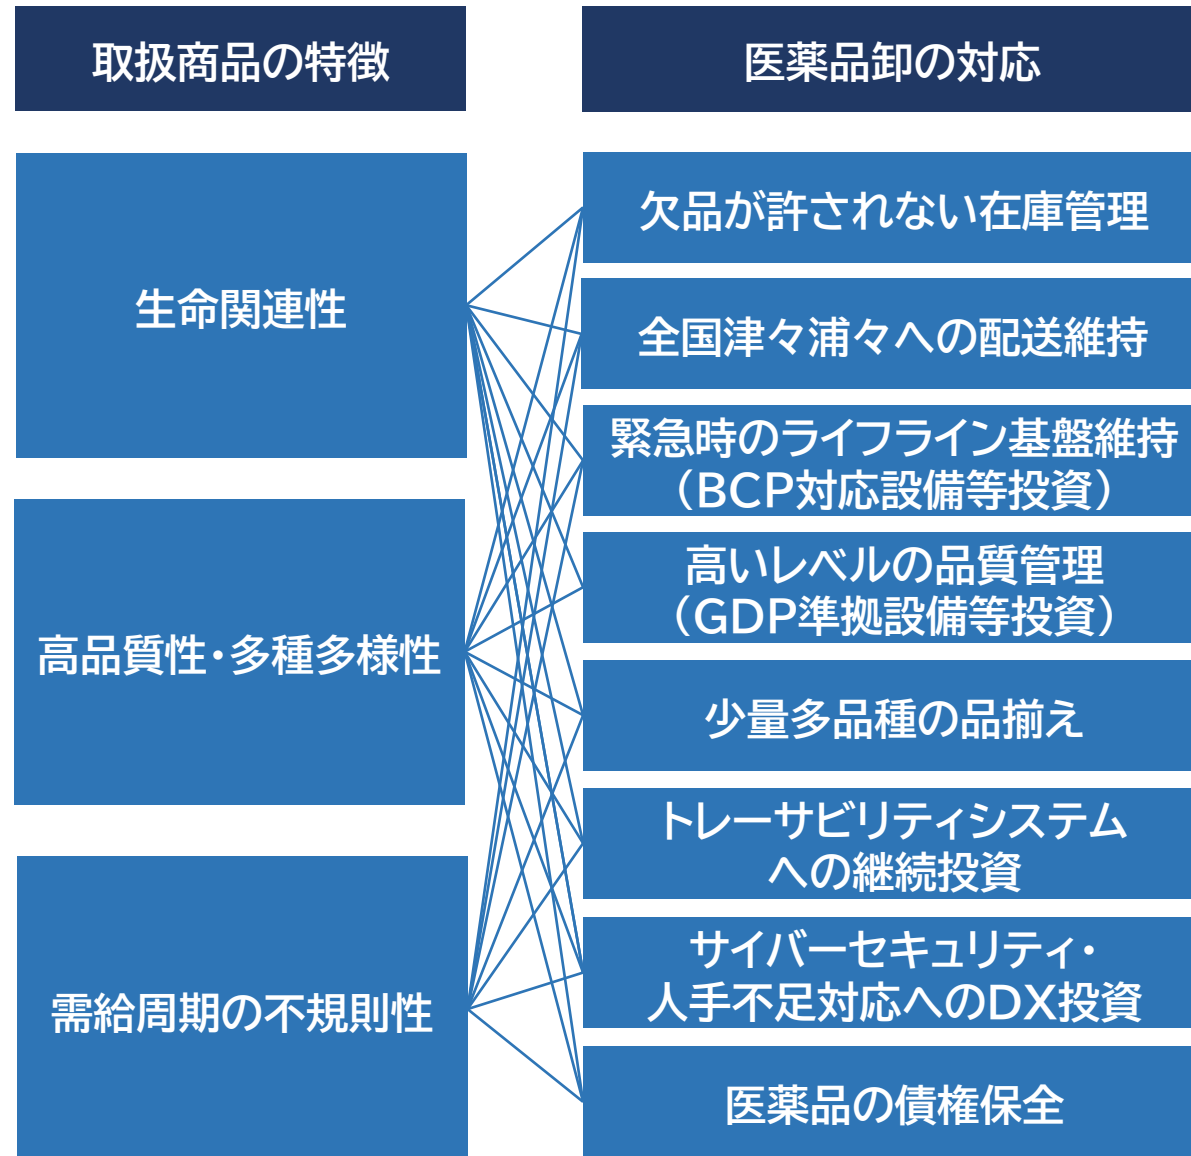 取扱商品の特徴
医薬品卸の対応
生命関連性
高品質性・多種多様性
需給周期の不規則性
欠品が許されない在庫管理
全国津々浦々への配送維持
緊急時のライフライン基盤維持
（BCP対応設備等投資）
高いレベルの品質管理
（GDP準拠設備等投資）
少量多品種の品揃え
トレーサビリティシステム
への継続投資
サイバーセキュリティ・
人手不足対応へのDX投資
医薬品の債権保全